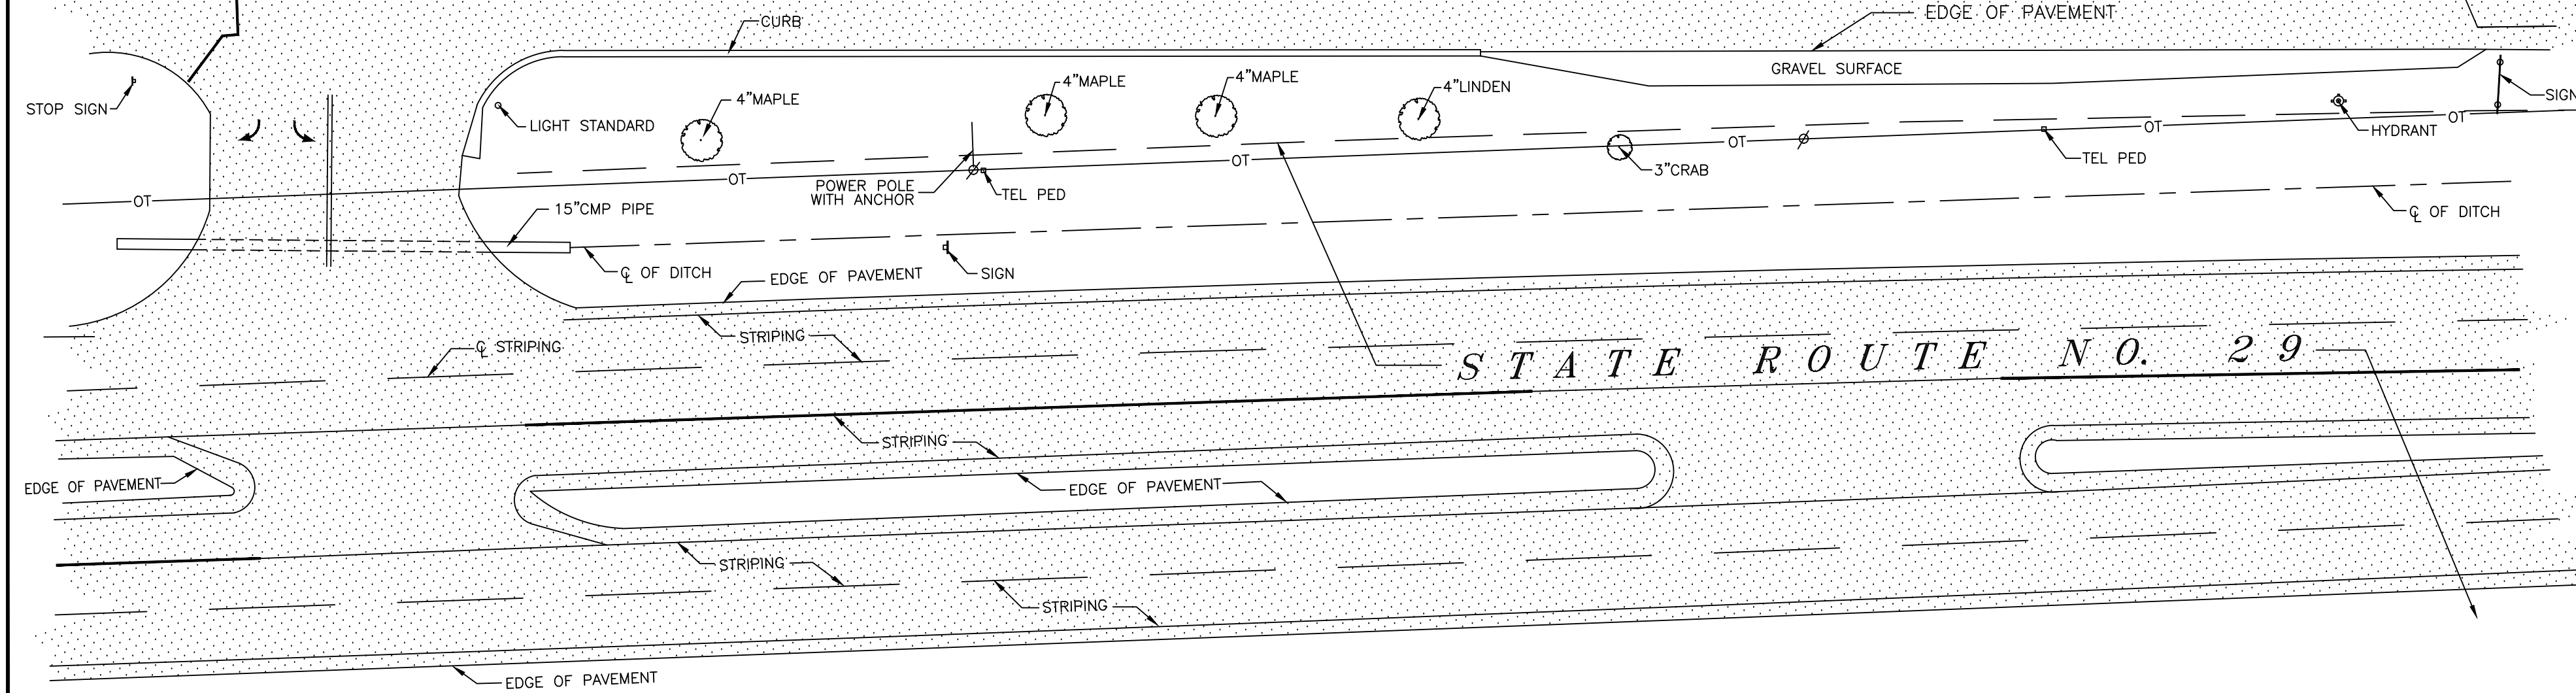 EDGE OF PAVEMENT
CURB
GRAVEL SURFACE
STOP SIGN
LIGHT STANDARD
4"MAPLE
4"MAPLE
4"MAPLE
4"LINDEN
SIGN
HYDRANT
OT
OT
OT
OT
OT
OT
TEL PED
3"CRAB
POWER POLE
WITH ANCHOR
TEL PED
15"CMP PIPE
℄ OF DITCH
℄ OF DITCH
SIGN
EDGE OF PAVEMENT
STRIPING
℄ STRIPING
STATE ROUTE NO. 29
STRIPING
EDGE OF PAVEMENT
EDGE OF PAVEMENT
STRIPING
STRIPING
EDGE OF PAVEMENT